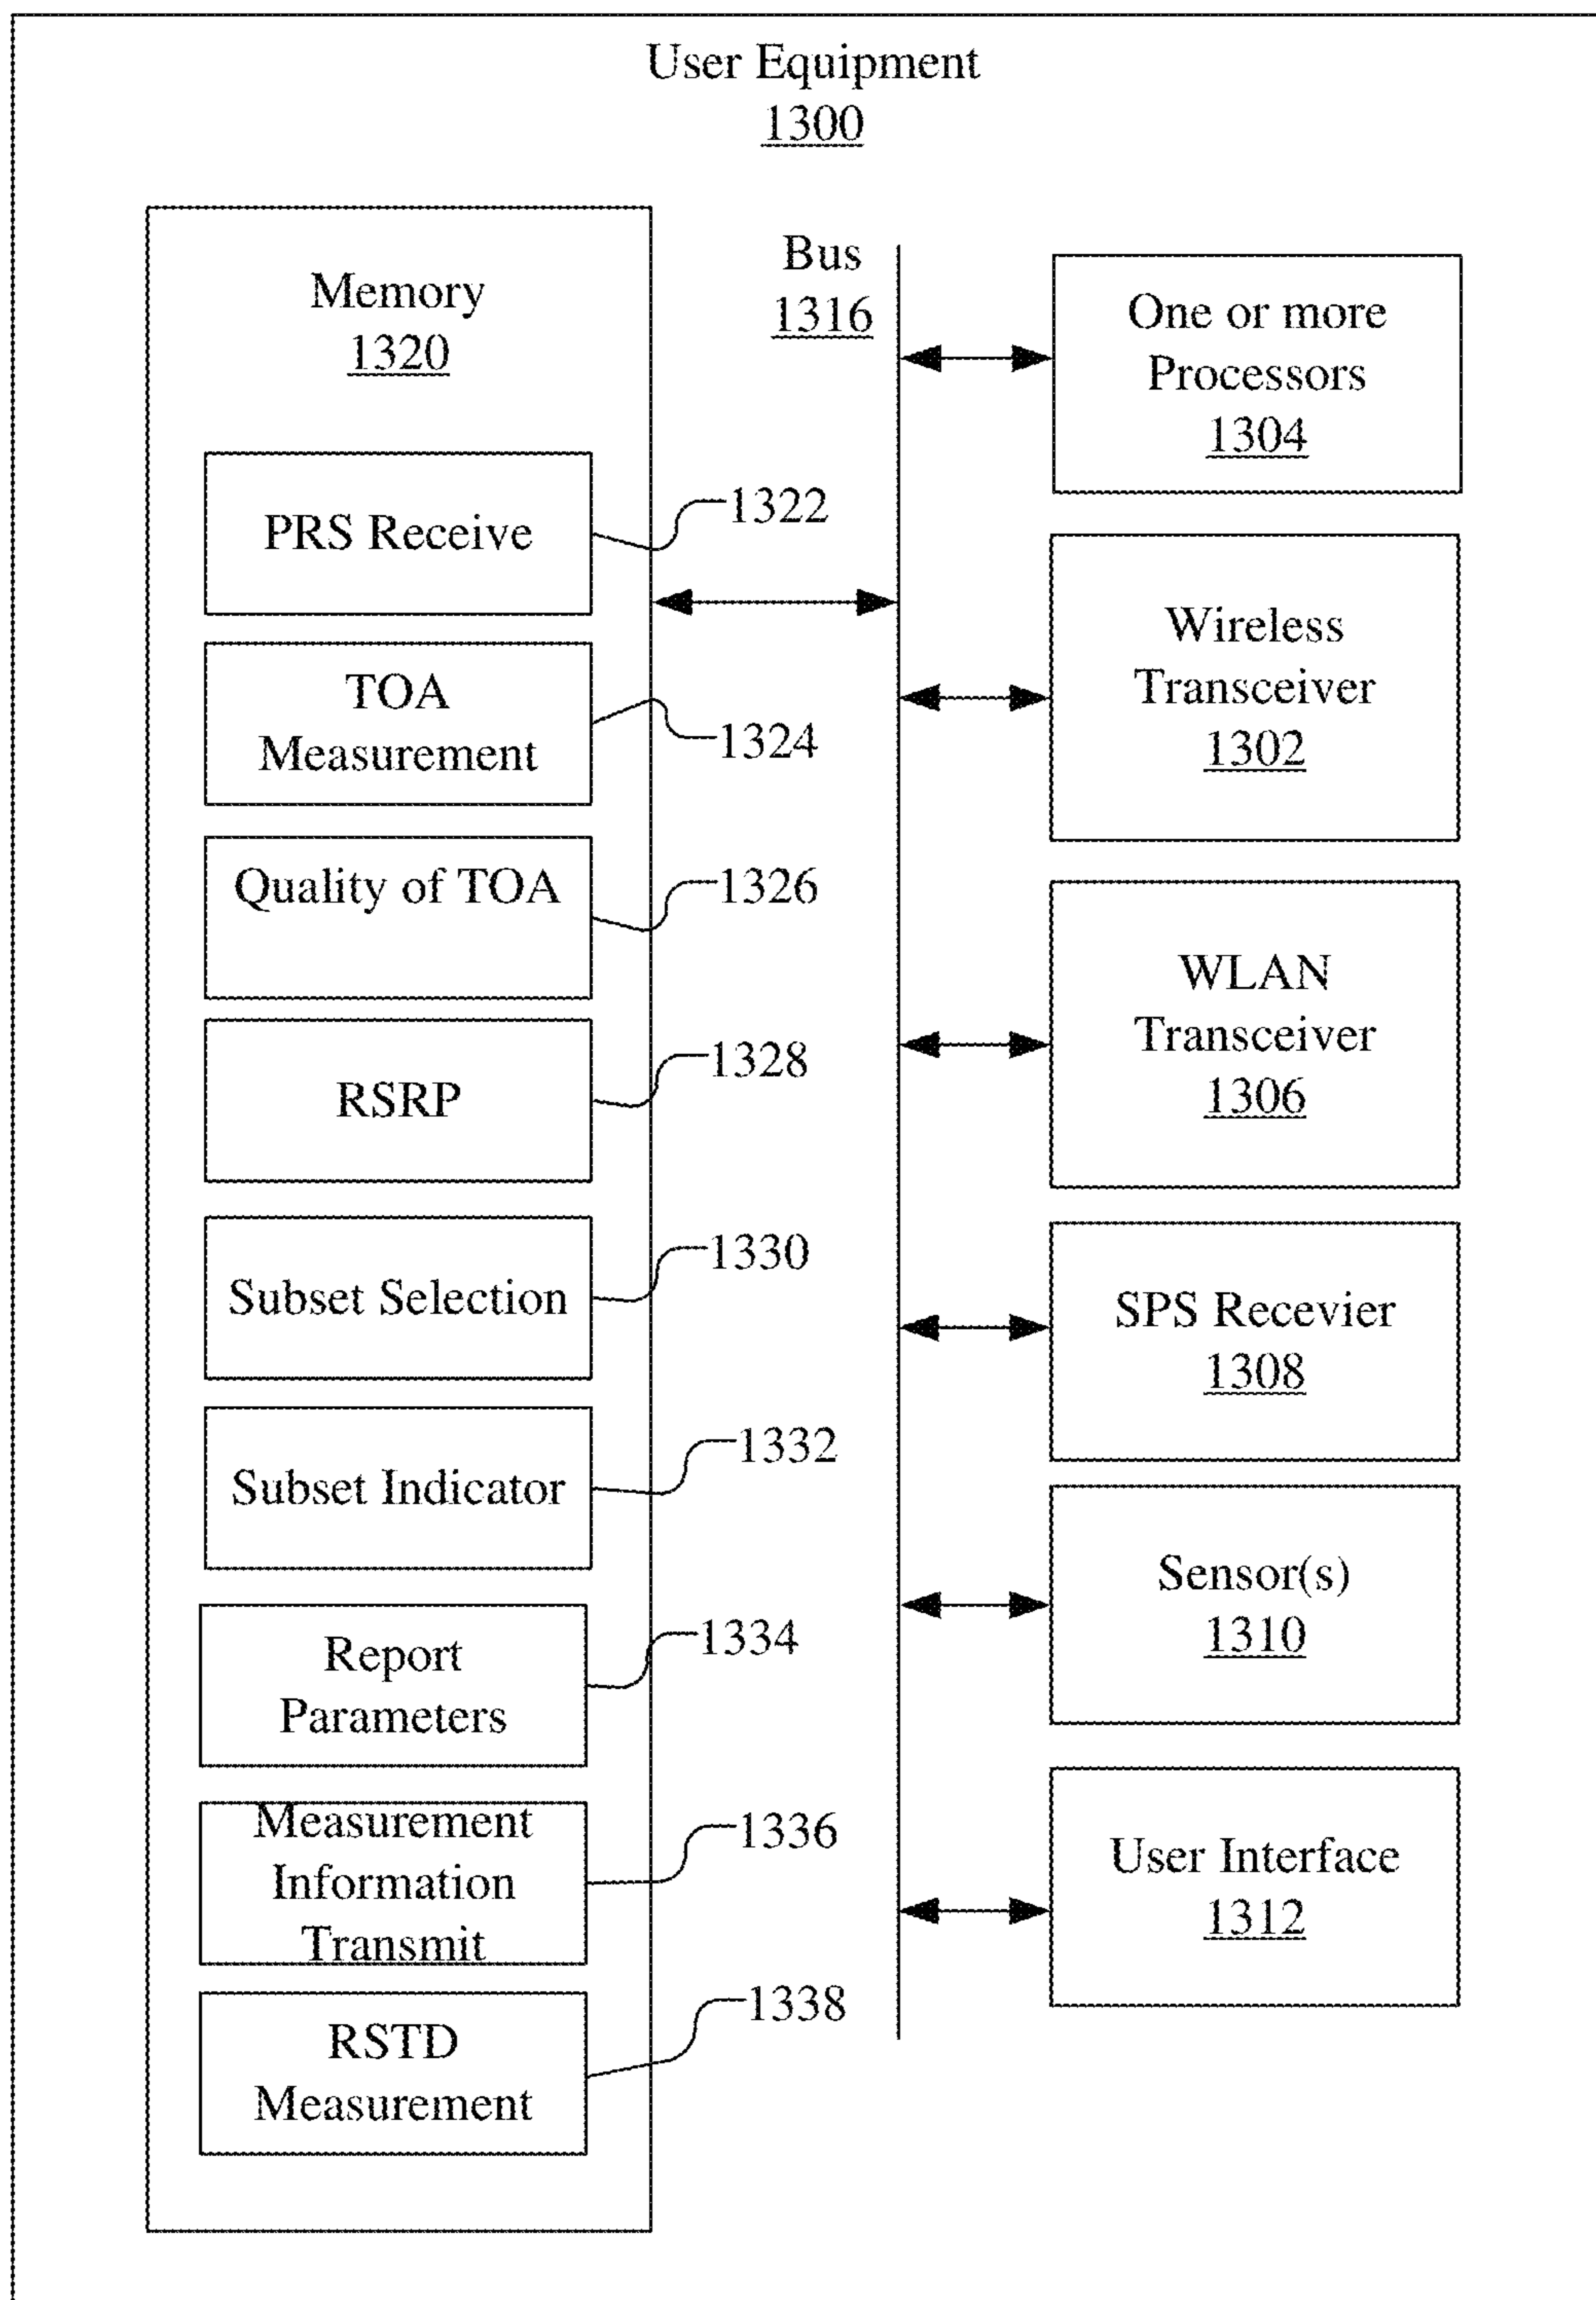 User Equipment
1300
Memory
1320
PRS Receive
1322
TOA
Measurement
1324
Quality of TOA
1326
RSRP
1328
Subset Selection
1330
Subset Indicator
1332
Report
Parameters
1334
Measurement
Information
Transmit
1336
RSTD
Measurement
1338
Bus
1316
One or more
Processors
1304
Wireless
Transceiver
1302
WLAN
Transceiver
1306
SPS Recevier
1308
Sensor(s)
1310
User Interface
1312